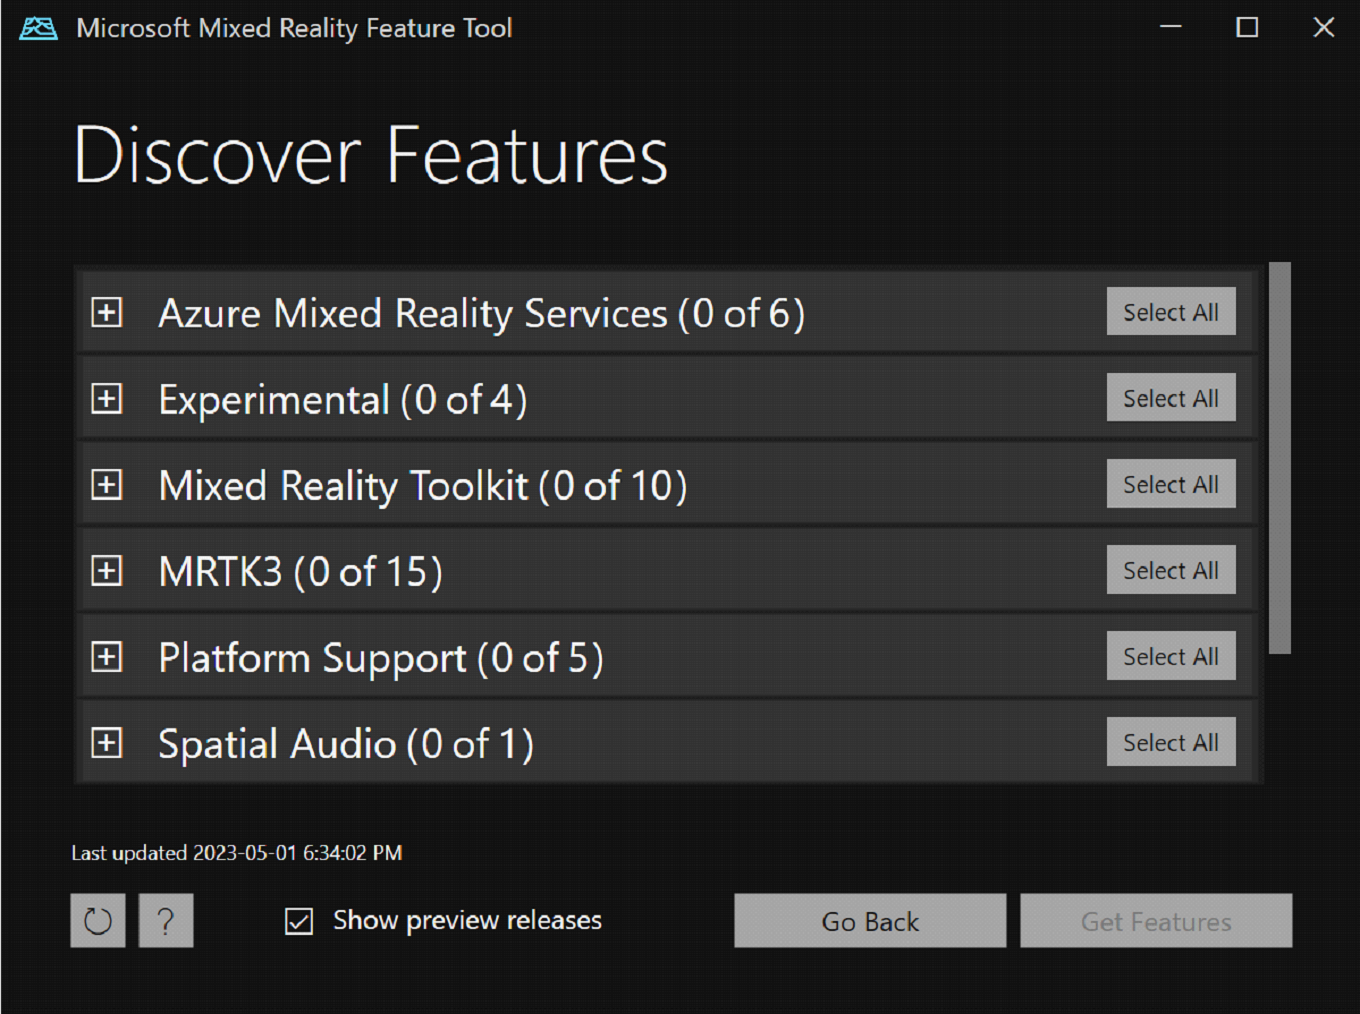 Microsoft Mixed Reality Feature Tool
Discover Features
Azure Mixed Reality Services (0 of 6)
Select All
Experimental (0 of 4)
Select All
Mixed Reality Toolkit (0 of 10)
Select All
MRTK3 (0 of 15)
Select All
Platform Support (0 of 5)
Select All
Spatial Audio (0 of 1)
Select All
Last updated 2023-05-01 6:34:02 PM
?
Show preview releases
Go Back
Get Features